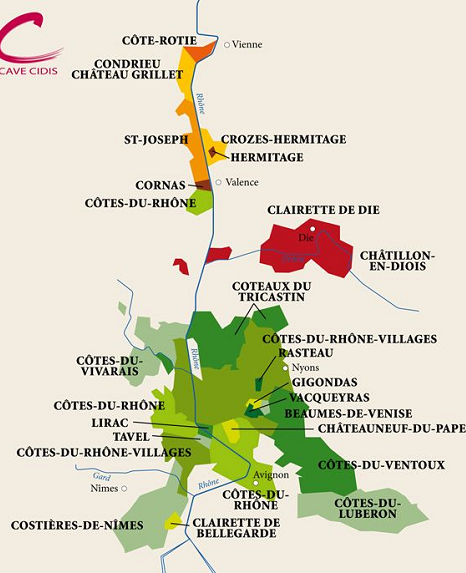 CAVE CIDIS
CÔTE-ROTIE
Vienne
CONDRIEU
CHÂTEAU GRILLET
Rhône
ST-JOSEPH
CROZES-HERMITAGE
HERMITAGE
CORNAS
Valence
CÔTES-DU-RHÔNE
CLAIRETTE DE DIE
Die
CHÂTILLON-
EN-DIOIS
COTEAUX DU
TRICASTIN
CÔTES-DU-RHÔNE-VILLAGES
RASTEAU
Rhône
CÔTES-DU-
VIVARAIS
Nyons
GIGONDAS
VACQUEYRAS
CÔTES-DU-RHÔNE
BEAUMES-DE-VENISE
LIRAC
CHÂTEAUNEUF-DU-PAPE
TAVEL
CÔTES-DU-RHÔNE-VILLAGES
CÔTES-DU-VENTOUX
Gard
Avignon
Nîmes
Rhône
CÔTES-DU-
RHÔNE
CÔTES-DU-
LUBERON
COSTIÈRES-DE-NÎMES
CLAIRETTE DE
BELLEGARDE